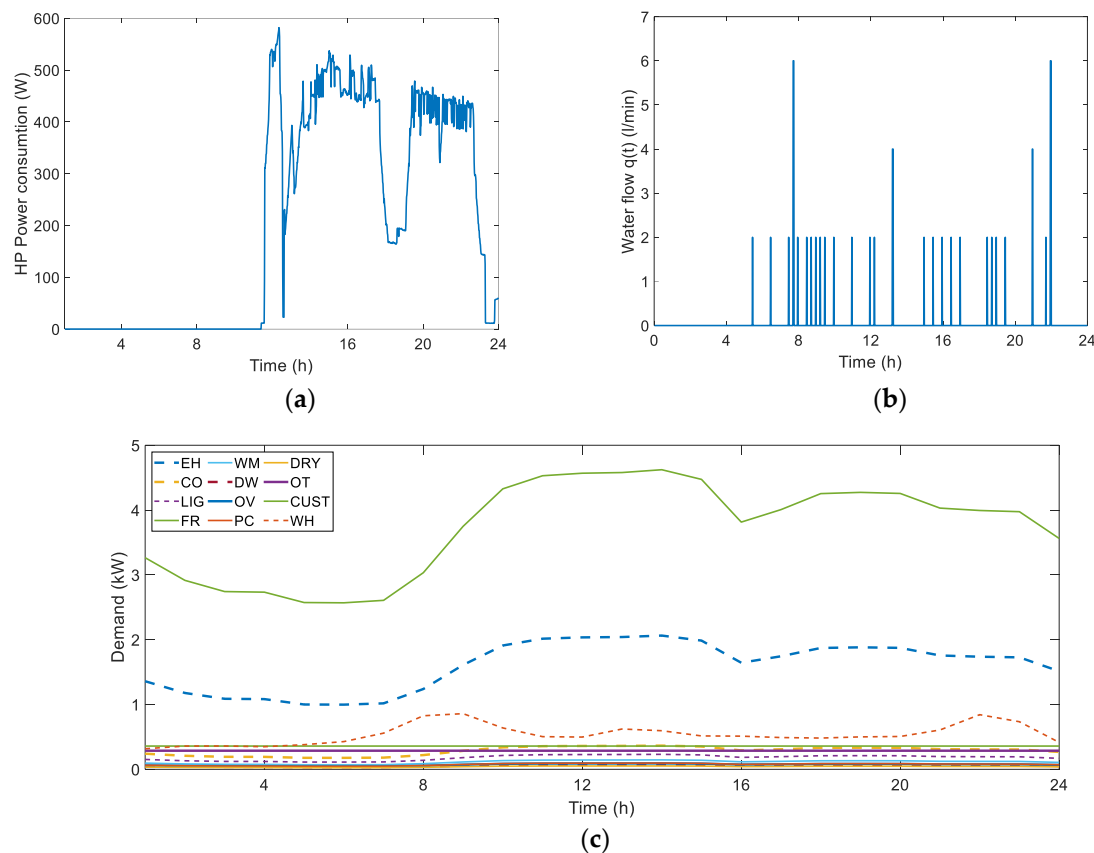 600
500
400
300
200
100
0
HP Power consumtion (W)
4 8 12 16 20 24
Time (h)
(a)
7
6
5
4
3
2
1
0
Water flow q(t) (l/min)
0 4 8 12 16 20 24
Time (h)
(b)
5
4
3
2
1
0
Demand (kW)
EH WM DRY
CO DW OT
LIG OV CUST
FR PC WH
4 8 12 16 20 24
Time (h)
(c)